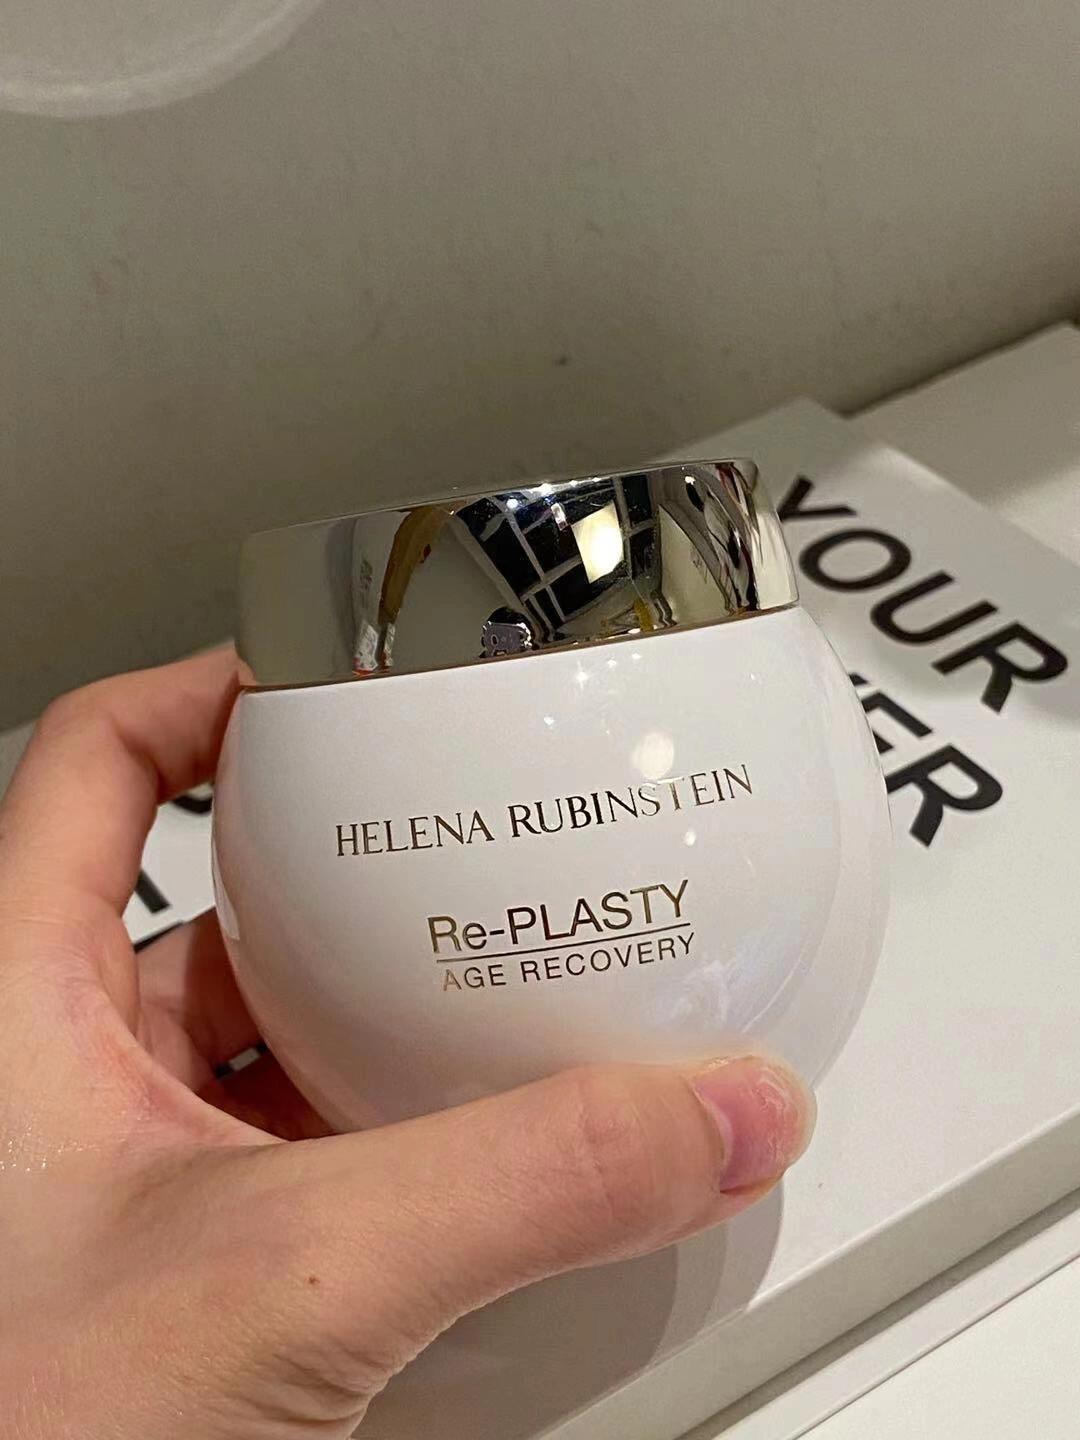 HELENA RUBINSTEIN
Re-PLASTY
AGE RECOVERY
YOUR